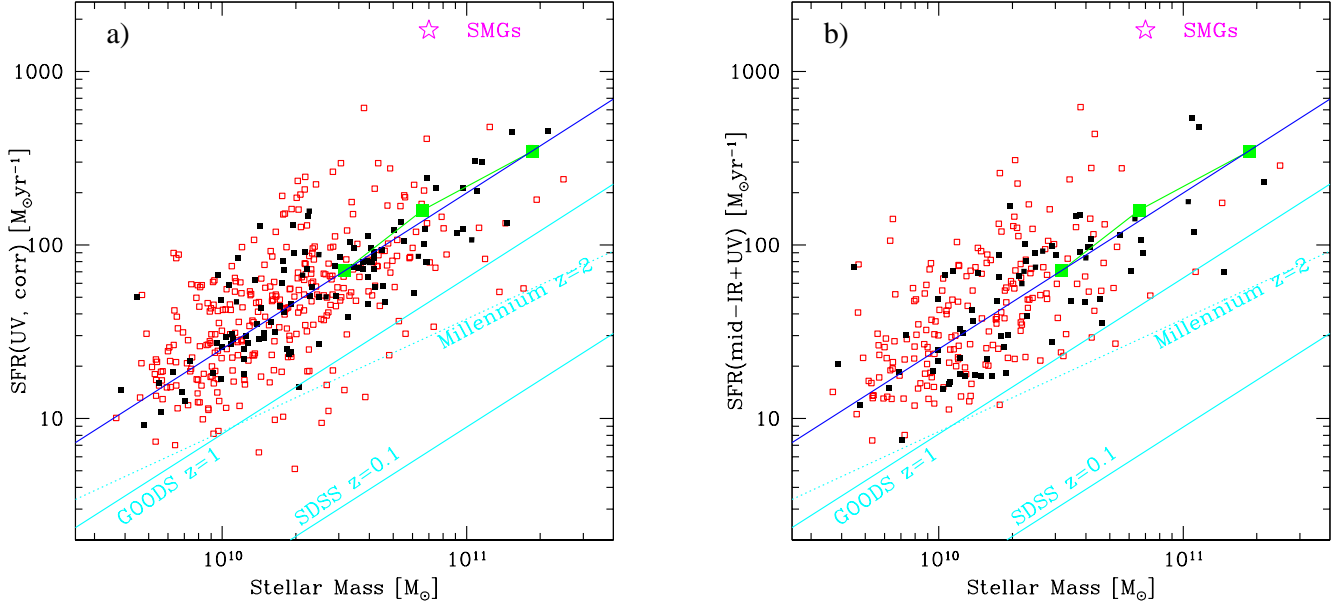 a)
SMGs
1000
100
10
SFR(UV, corr) [M⊙yr⁻¹]
Millennium z=2
GOODS z=1
SDSS z=0.1
10¹⁰
10¹¹
Stellar Mass [M⊙]
b)
SMGs
1000
100
10
SFR(mid−IR+UV) [M⊙yr⁻¹]
Millennium z=2
GOODS z=1
SDSS z=0.1
10¹⁰
10¹¹
Stellar Mass [M⊙]